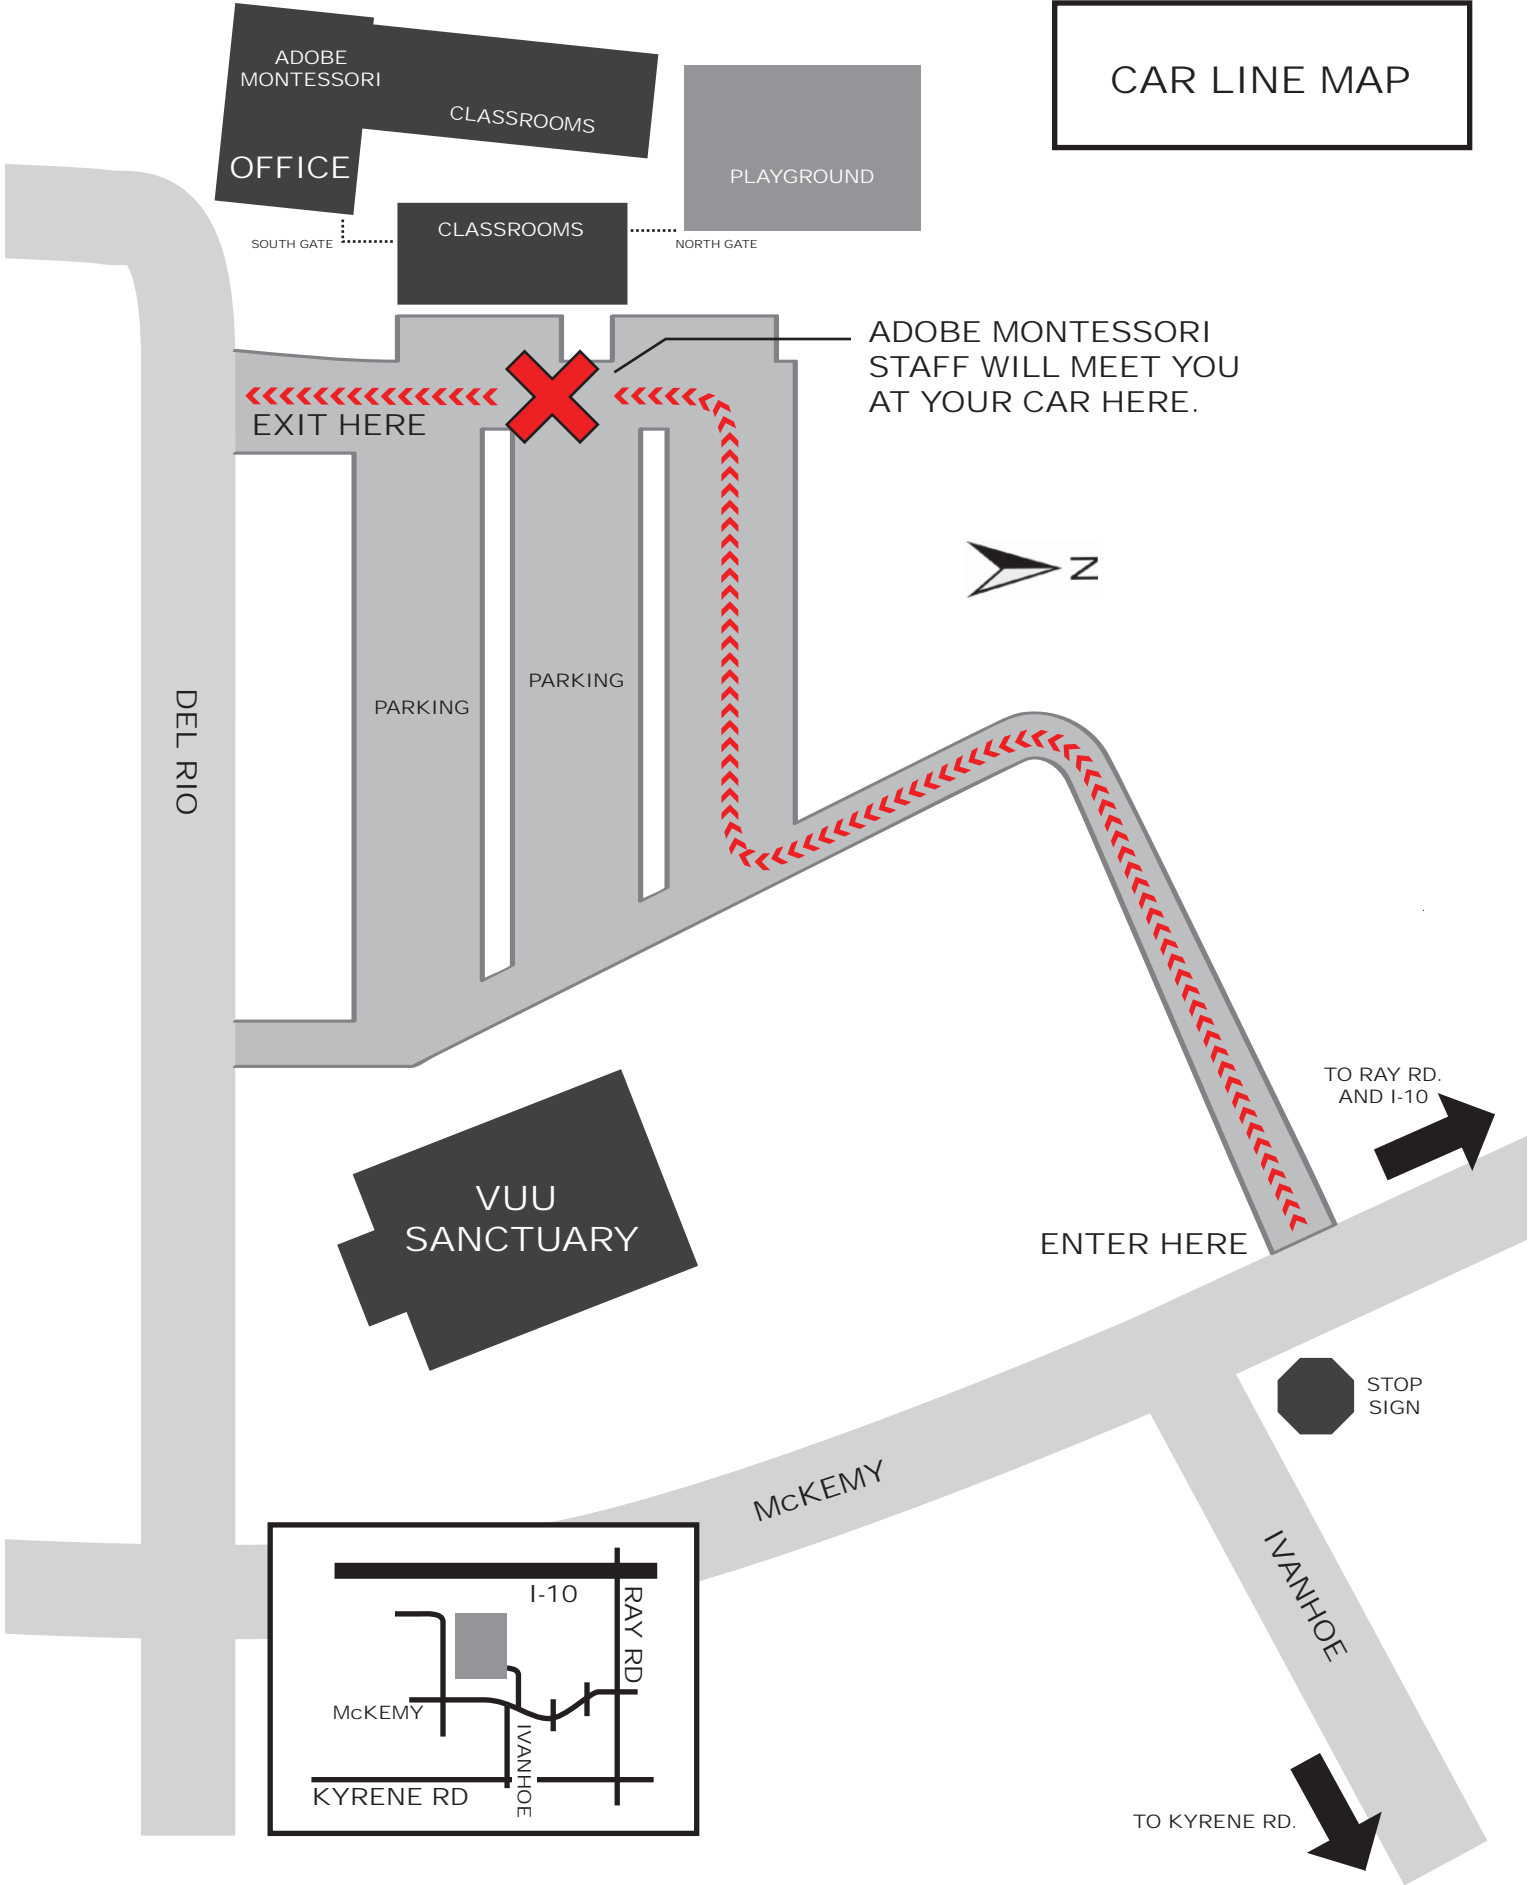 CAR LINE MAP
ADOBE
MONTESSORI
CLASSROOMS
OFFICE
PLAYGROUND
CLASSROOMS
SOUTH GATE
NORTH GATE
ADOBE MONTESSORI
STAFF WILL MEET YOU
AT YOUR CAR HERE.
EXIT HERE
N
PARKING
PARKING
DEL RIO
TO RAY RD.
AND I-10
VUU
SANCTUARY
ENTER HERE
STOP
SIGN
McKEMY
IVANHOE
I-10
RAY RD
McKEMY
IVANHOE
KYRENE RD
TO KYRENE RD.